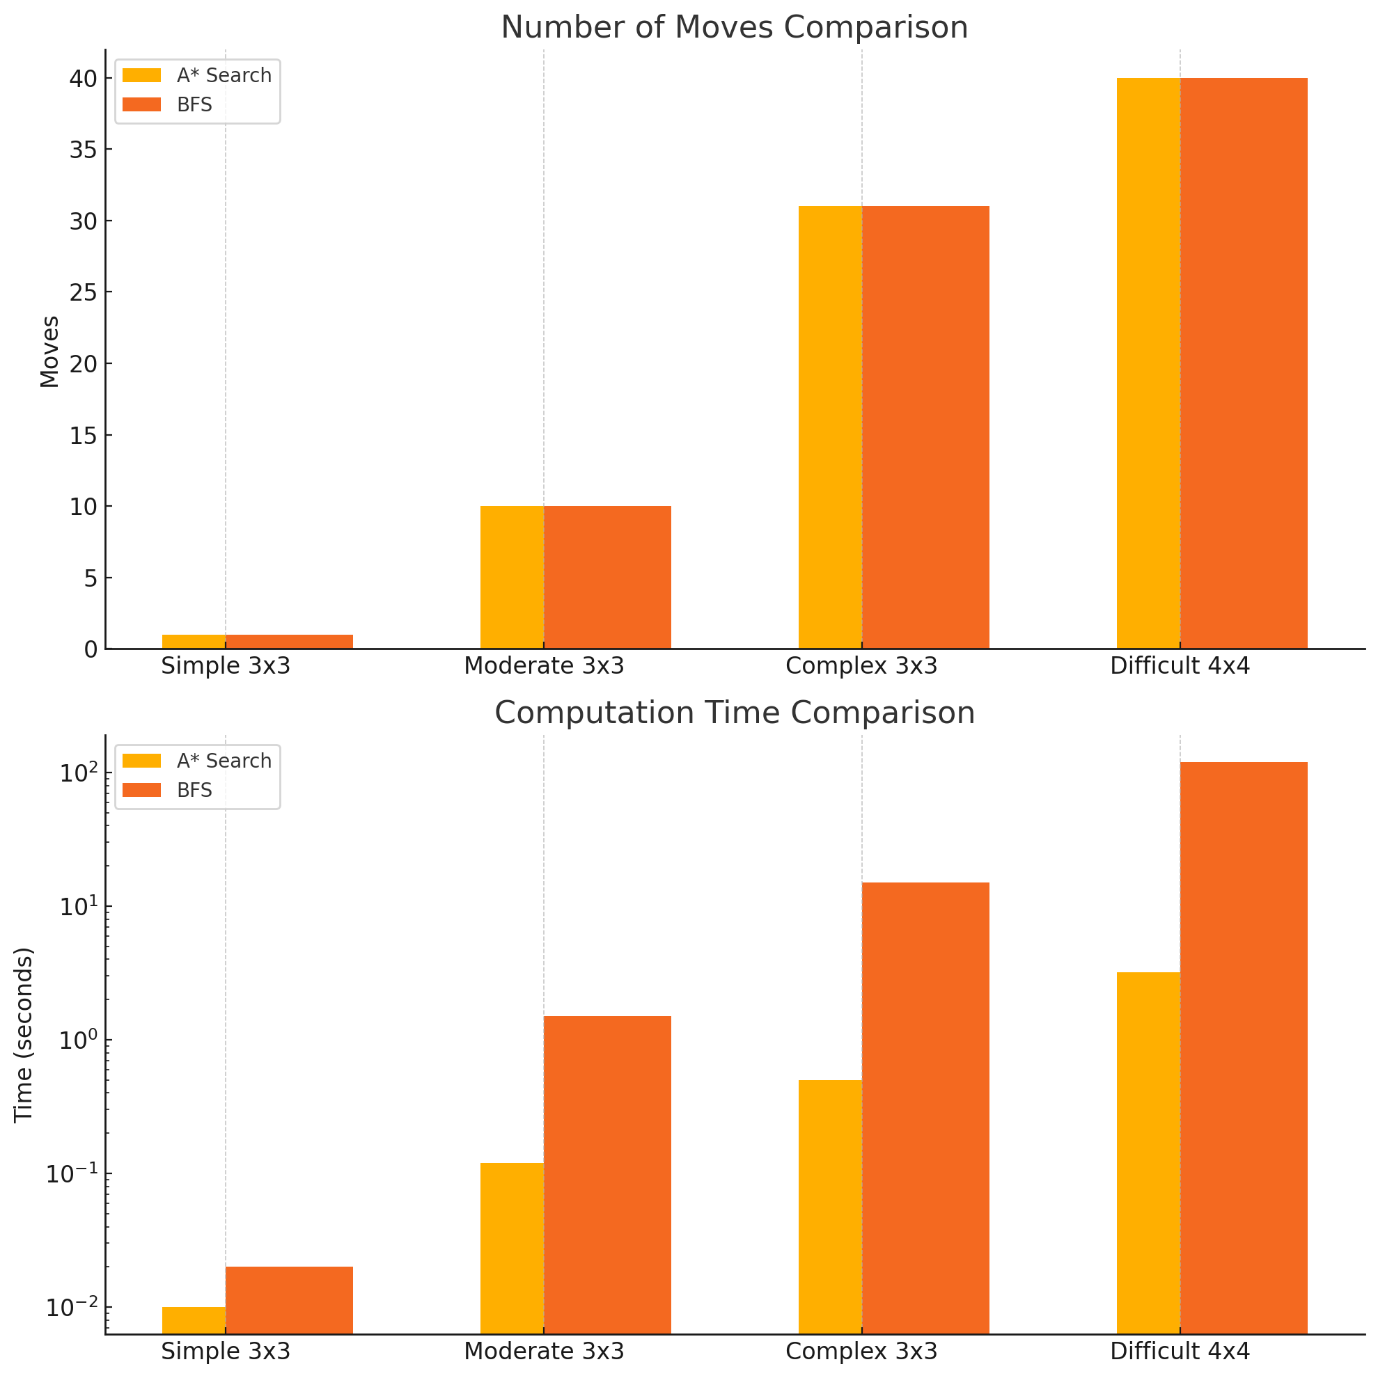 Number of Moves Comparison
A* Search
BFS
40
35
30
25
20
15
10
5
0
Moves
Simple 3x3 Moderate 3x3 Complex 3x3 Difficult 4x4
Computation Time Comparison
A* Search
BFS
10²
10¹
10⁰
10⁻¹
10⁻²
Time (seconds)
Simple 3x3 Moderate 3x3 Complex 3x3 Difficult 4x4